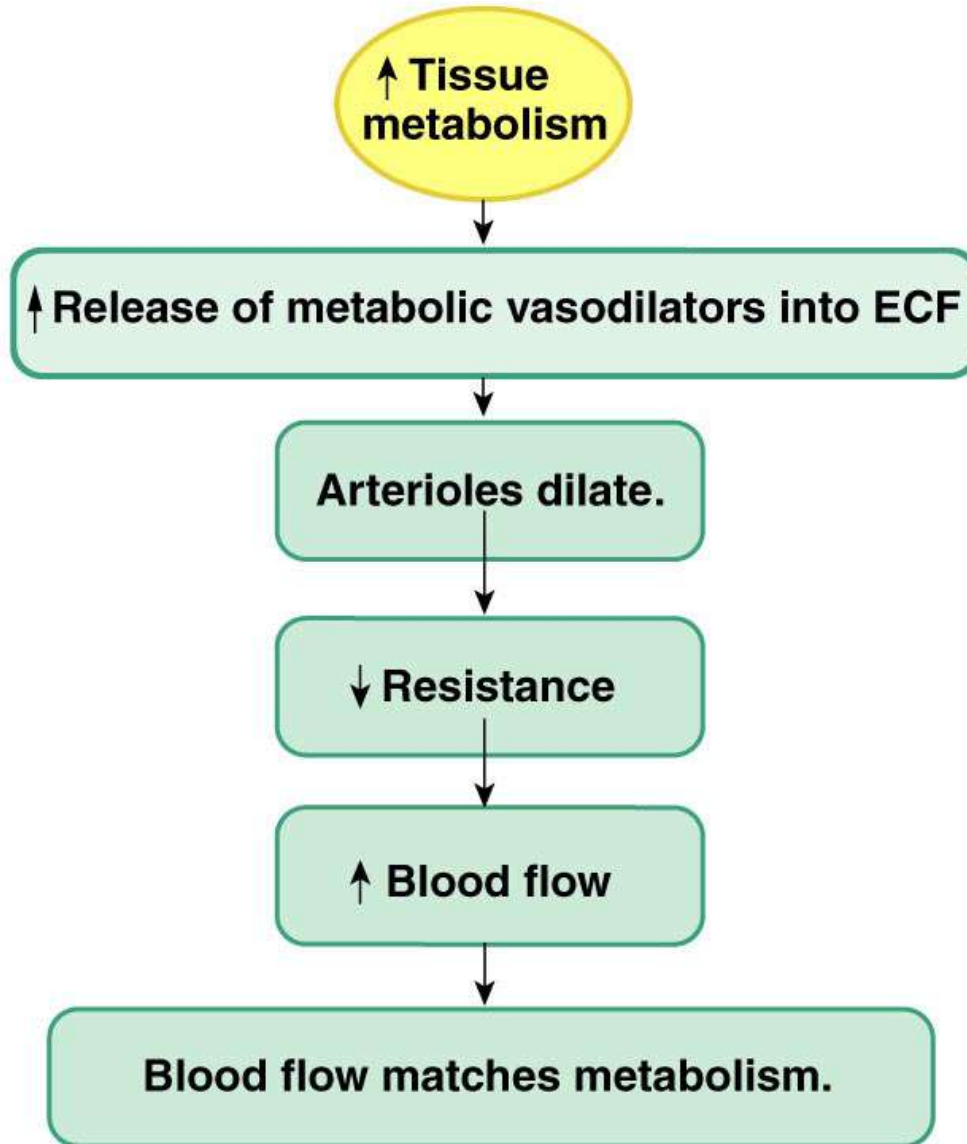 ↑ Tissue
metabolism
↑ Release of metabolic vasodilators into ECF
Arterioles dilate.
↓ Resistance
↑ Blood flow
Blood flow matches metabolism.